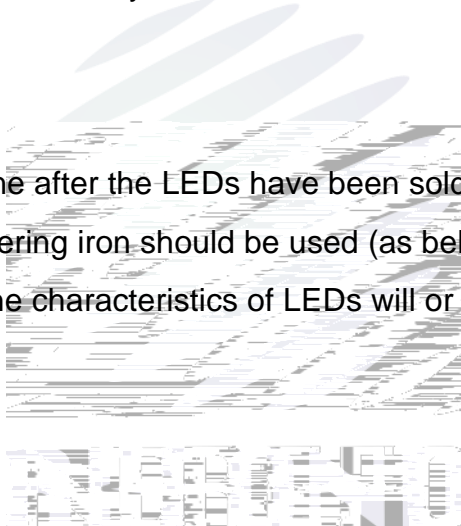 ne after the LEDs have been sold
ering iron should be used (as bel
ne characteristics of LEDs will or